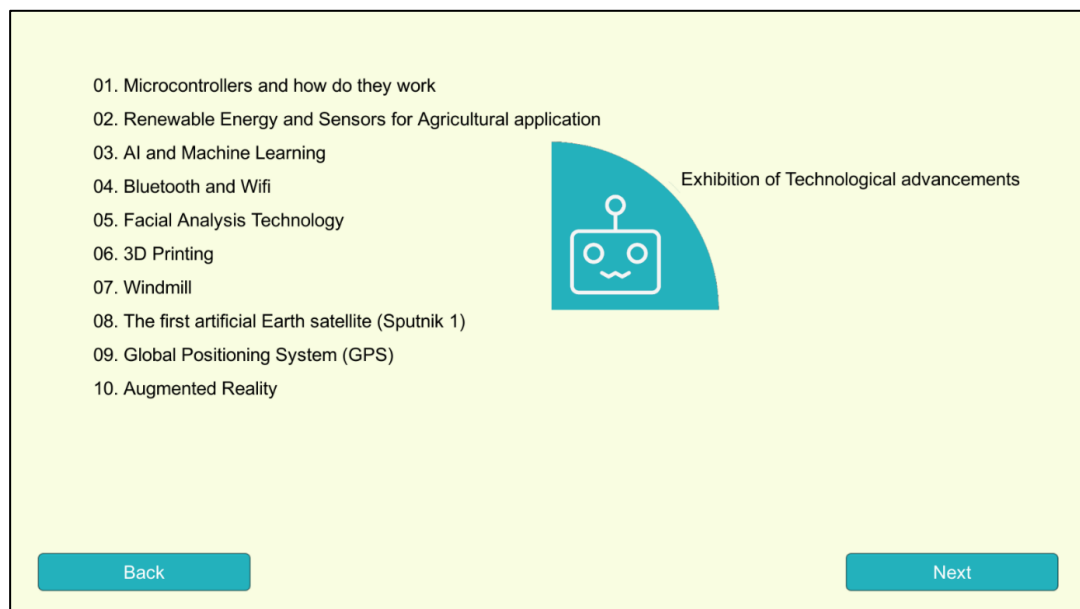 01. Microcontrollers and how do they work
02. Renewable Energy and Sensors for Agricultural application
03. AI and Machine Learning
04. Bluetooth and Wifi
05. Facial Analysis Technology
06. 3D Printing
07. Windmill
08. The first artificial Earth satellite (Sputnik 1)
09. Global Positioning System (GPS)
10. Augmented Reality
Exhibition of Technological advancements
Back
Next